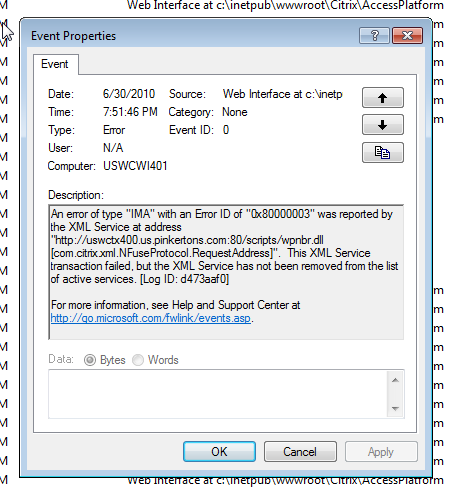 Web Interface at c:\inetpub\wwwroot\Citrix\AccessPlatform
Event Properties
Event
Date: 6/30/2010 Source: Web Interface at c:\inetp
Time: 7:51:46 PM Category: None
Type: Error Event ID: 0
User: N/A
Computer: USWCWI401
Description:
An error of type "IMA" with an Error ID of "0x80000003" was reported by
the XML Service at address
"http://uswctx400.us.pinkertons.com:80/scripts/wpnbr.dll
[com.citrix.xml.NFuseProtocol.RequestAddress]". This XML Service
transaction failed, but the XML Service has not been removed from the list
of active services. [Log ID: d473aaf0]
For more information, see Help and Support Center at
http://go.microsoft.com/fwlink/events.asp.
Data: Bytes Words
OK Cancel Apply
Web Interface at c:\inetpub\wwwroot\Citrix\AccessPlatform